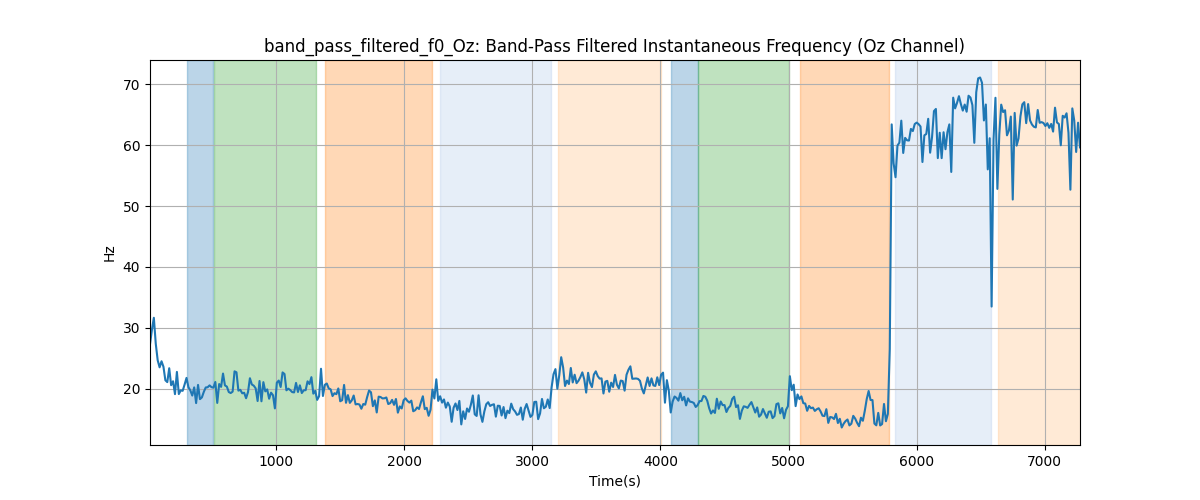 band_pass_filtered_f0_Oz: Band-Pass Filtered Instantaneous Frequency (Oz Channel)
70
60
50
40
30
20
Hz
1000 2000 3000 4000 5000 6000 7000
Time(s)